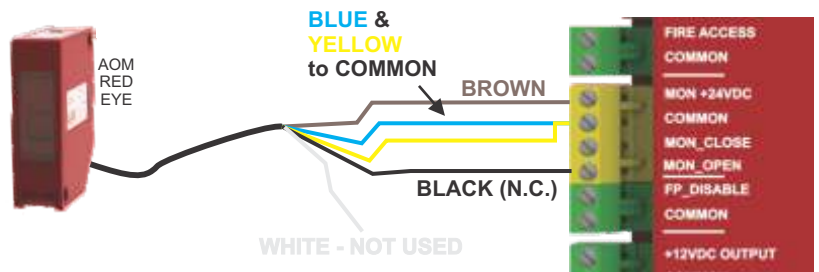 BLUE &
YELLOW
to COMMON
AOM
RED
EYE
BROWN
BLACK (N.C.)
WHITE - NOT USED
FIRE ACCESS
COMMON
MON +24VDC
COMMON
MON_CLOSE
MON_OPEN
FP_DISABLE
COMMON
+12VDC OUTPUT